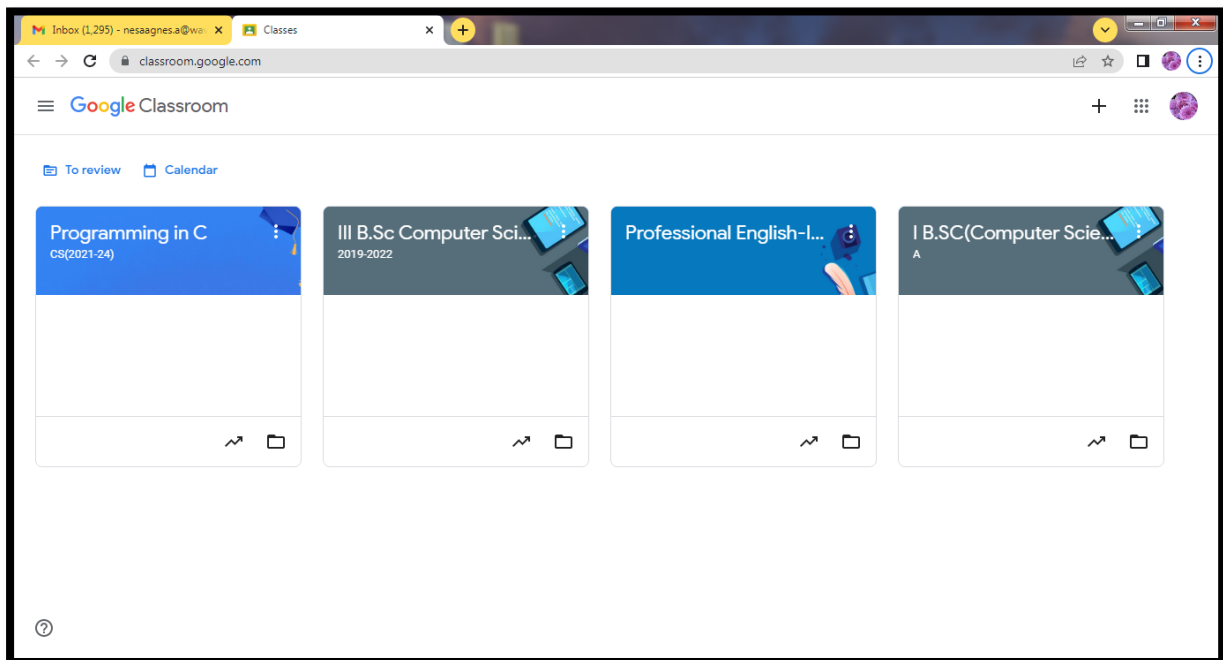 Inbox (1,295) - nesaagnes.a@wa
Classes
classroom.google.com
Google Classroom
To review
Calendar
Programming in C
CS(2021-24)
III B.Sc Computer Sci...
2019-2022
Professional English-I...
I B.SC(Computer Scie...
A